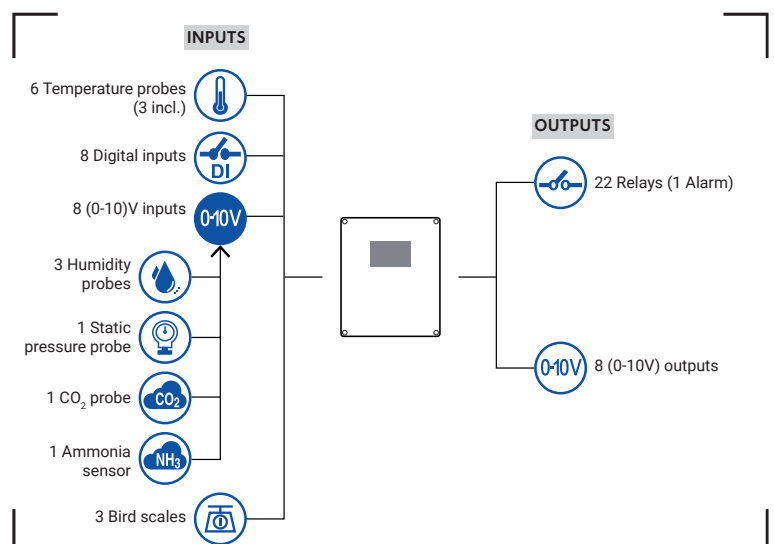 INPUTS
6 Temperature probes
(3 incl.)
8 Digital inputs
DI
8 (0-10)V inputs
0-10V
3 Humidity
probes
1 Static
pressure probe
1 CO₂ probe
CO₂
1 Ammonia
sensor
NH₃
3 Bird scales
OUTPUTS
22 Relays (1 Alarm)
0-10V
8 (0-10V) outputs